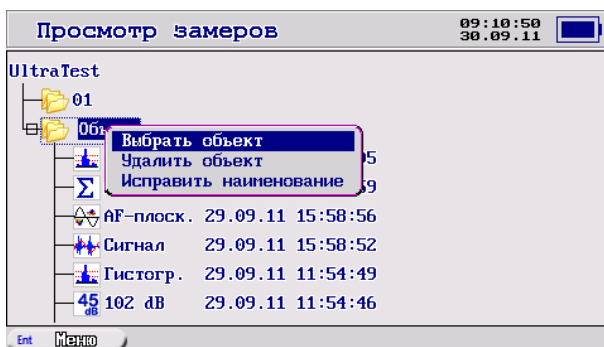 Просмотр замеров
09:10:50
30.09.11
UltraTest
01
Выбрать объект
Удалить объект
Исправить наименование
AF-плоск. 29.09.11 15:58:56
Сигнал 29.09.11 15:58:52
Гистогр. 29.09.11 11:54:49
45 dB 102 dB 29.09.11 11:54:46
Ent Меню